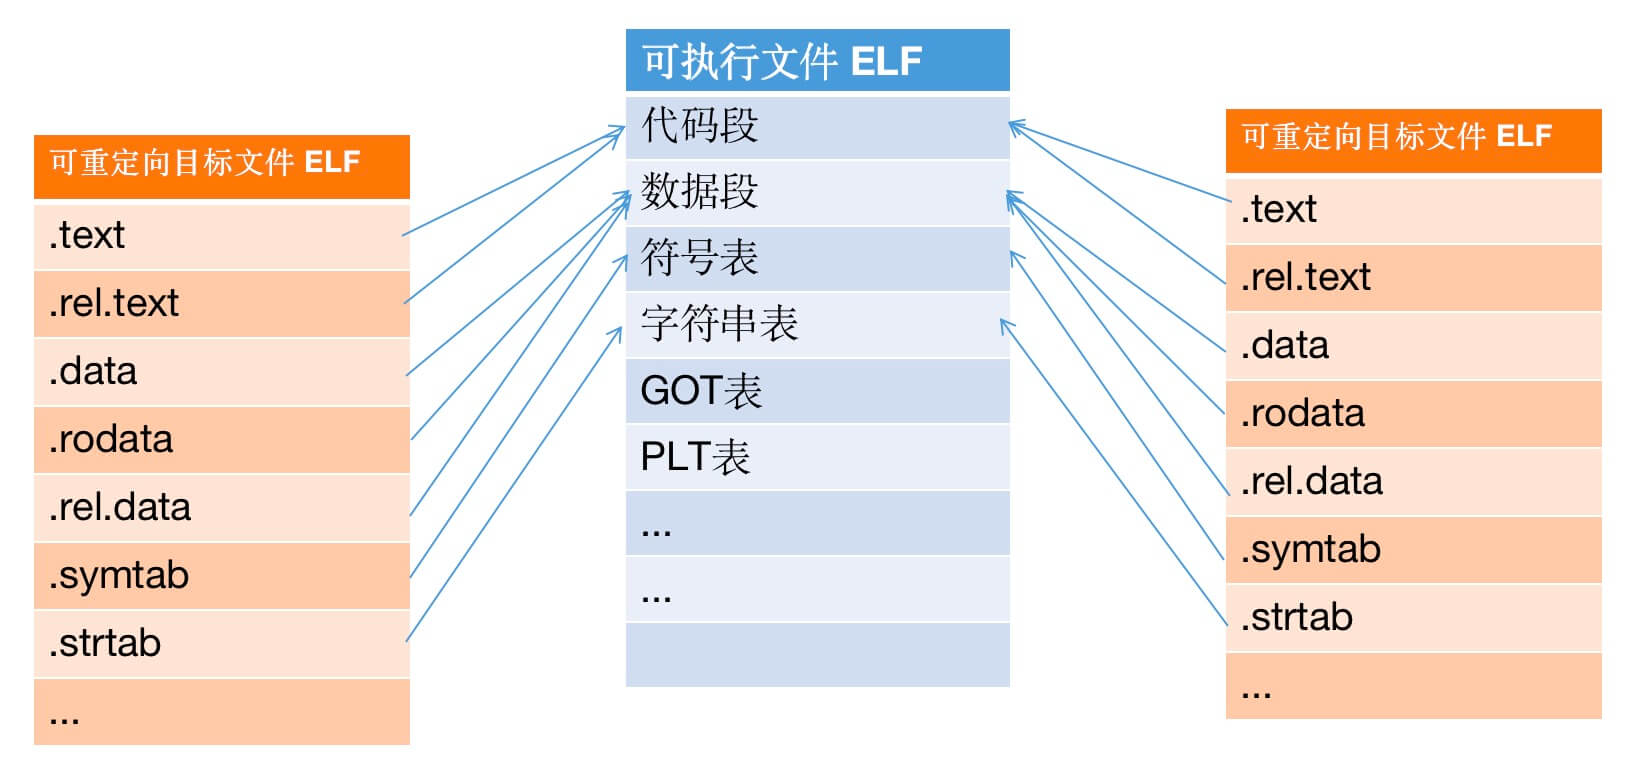 可重定向目标文件 ELF
.text
.rel.text
.data
.rodata
.rel.data
.symtab
.strtab
...
可执行文件 ELF
代码段
数据段
符号表
字符串表
GOT表
PLT表
...
...
可重定向目标文件 ELF
.text
.rel.text
.data
.rodata
.rel.data
.symtab
.strtab
...